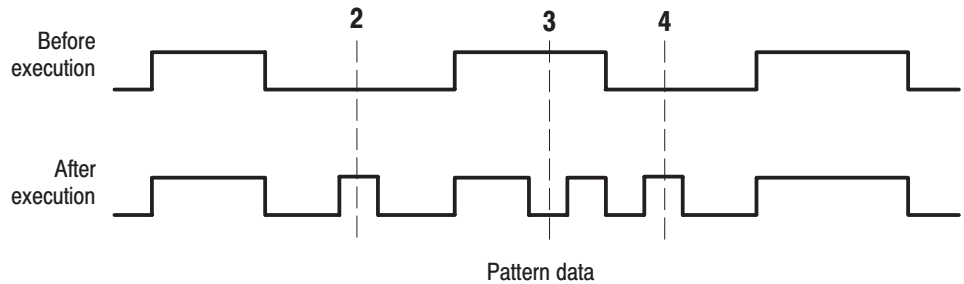 2 3 4
Before
execution
After
execution
Pattern data